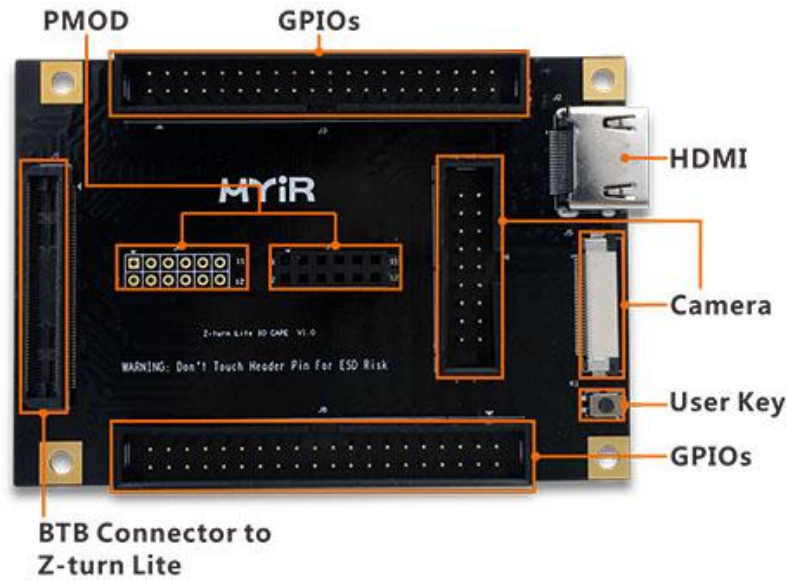 PMOD
GPIOs
HDMI
MYiR
Z-turn Lite IO CAPE V1.0
WARNING: Don't Touch Header Pin For ESD Risk
Camera
User Key
GPIOs
BTB Connector to
Z-turn Lite